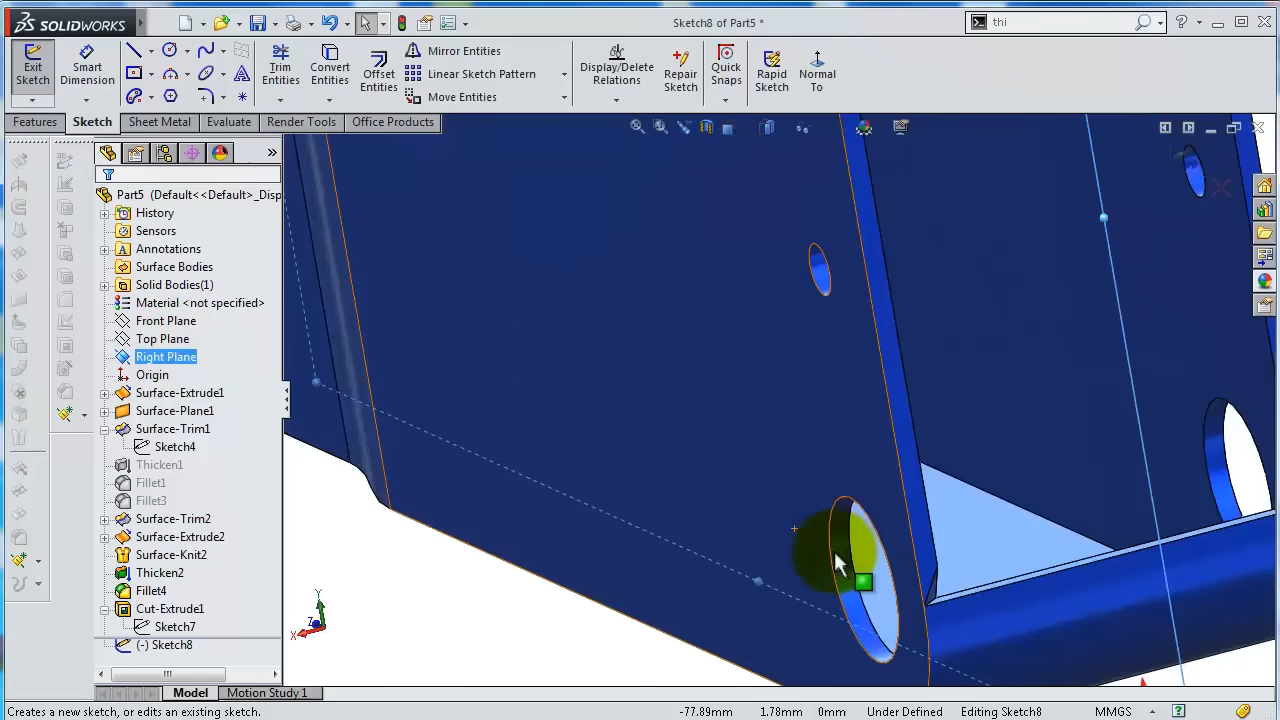 SOLIDWORKS
Sketch8 of Part5 *
thi
Exit Sketch
Smart Dimension
Trim Entities
Convert Entities
Offset Entities
Mirror Entities
Linear Sketch Pattern
Move Entities
Display/Delete Relations
Repair Sketch
Quick Snaps
Rapid Sketch
Normal To
Features
Sketch
Sheet Metal
Evaluate
Render Tools
Office Products
Part5 (Default<<Default>_Disp
History
Sensors
Annotations
Surface Bodies
Solid Bodies(1)
Material <not specified>
Front Plane
Top Plane
Right Plane
Origin
Surface-Extrude1
Surface-Plane1
Surface-Trim1
Sketch4
Thicken1
Fillet1
Fillet3
Surface-Trim2
Surface-Extrude2
Surface-Knit2
Thicken2
Fillet4
Cut-Extrude1
Sketch7
(-) Sketch8
Y
X
Z
Model
Motion Study 1
Creates a new sketch, or edits an existing sketch.
-77.89mm
1.78mm
0mm
Under Defined
Editing Sketch8
MMGS